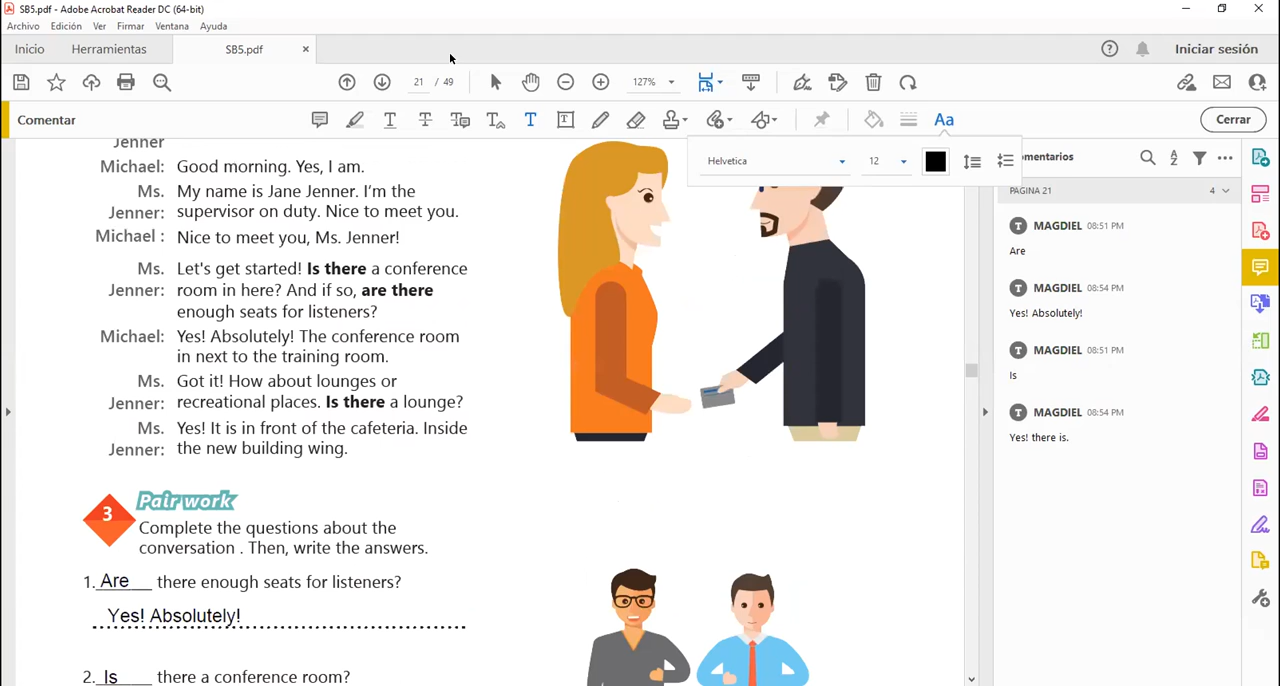 SB5.pdf - Adobe Acrobat Reader DC (64-bit)
Archivo Edición Ver Firmar Ventana Ayuda
Inicio Herramientas SB5.pdf × Iniciar sesión
21 / 49 127%
Comentar Aa Cerrar
Helvetica 12
omentarios
PÁGINA 21 4
T MAGDIEL 08:51 PM
Are
T MAGDIEL 08:54 PM
Yes! Absolutely!
T MAGDIEL 08:51 PM
Is
T MAGDIEL 08:54 PM
Yes! there is.
Jenner
Michael: Good morning. Yes, I am.
Ms. My name is Jane Jenner. I'm the
Jenner: supervisor on duty. Nice to meet you.
Michael : Nice to meet you, Ms. Jenner!
Ms. Let's get started! Is there a conference
Jenner: room in here? And if so, are there
enough seats for listeners?
Michael: Yes! Absolutely! The conference room
in next to the training room.
Ms. Got it! How about lounges or
Jenner: recreational places. Is there a lounge?
Ms. Yes! It is in front of the cafeteria. Inside
Jenner: the new building wing.
3 Pair work
Complete the questions about the
conversation . Then, write the answers.
1. Are there enough seats for listeners?
Yes! Absolutely!
2. Is there a conference room?